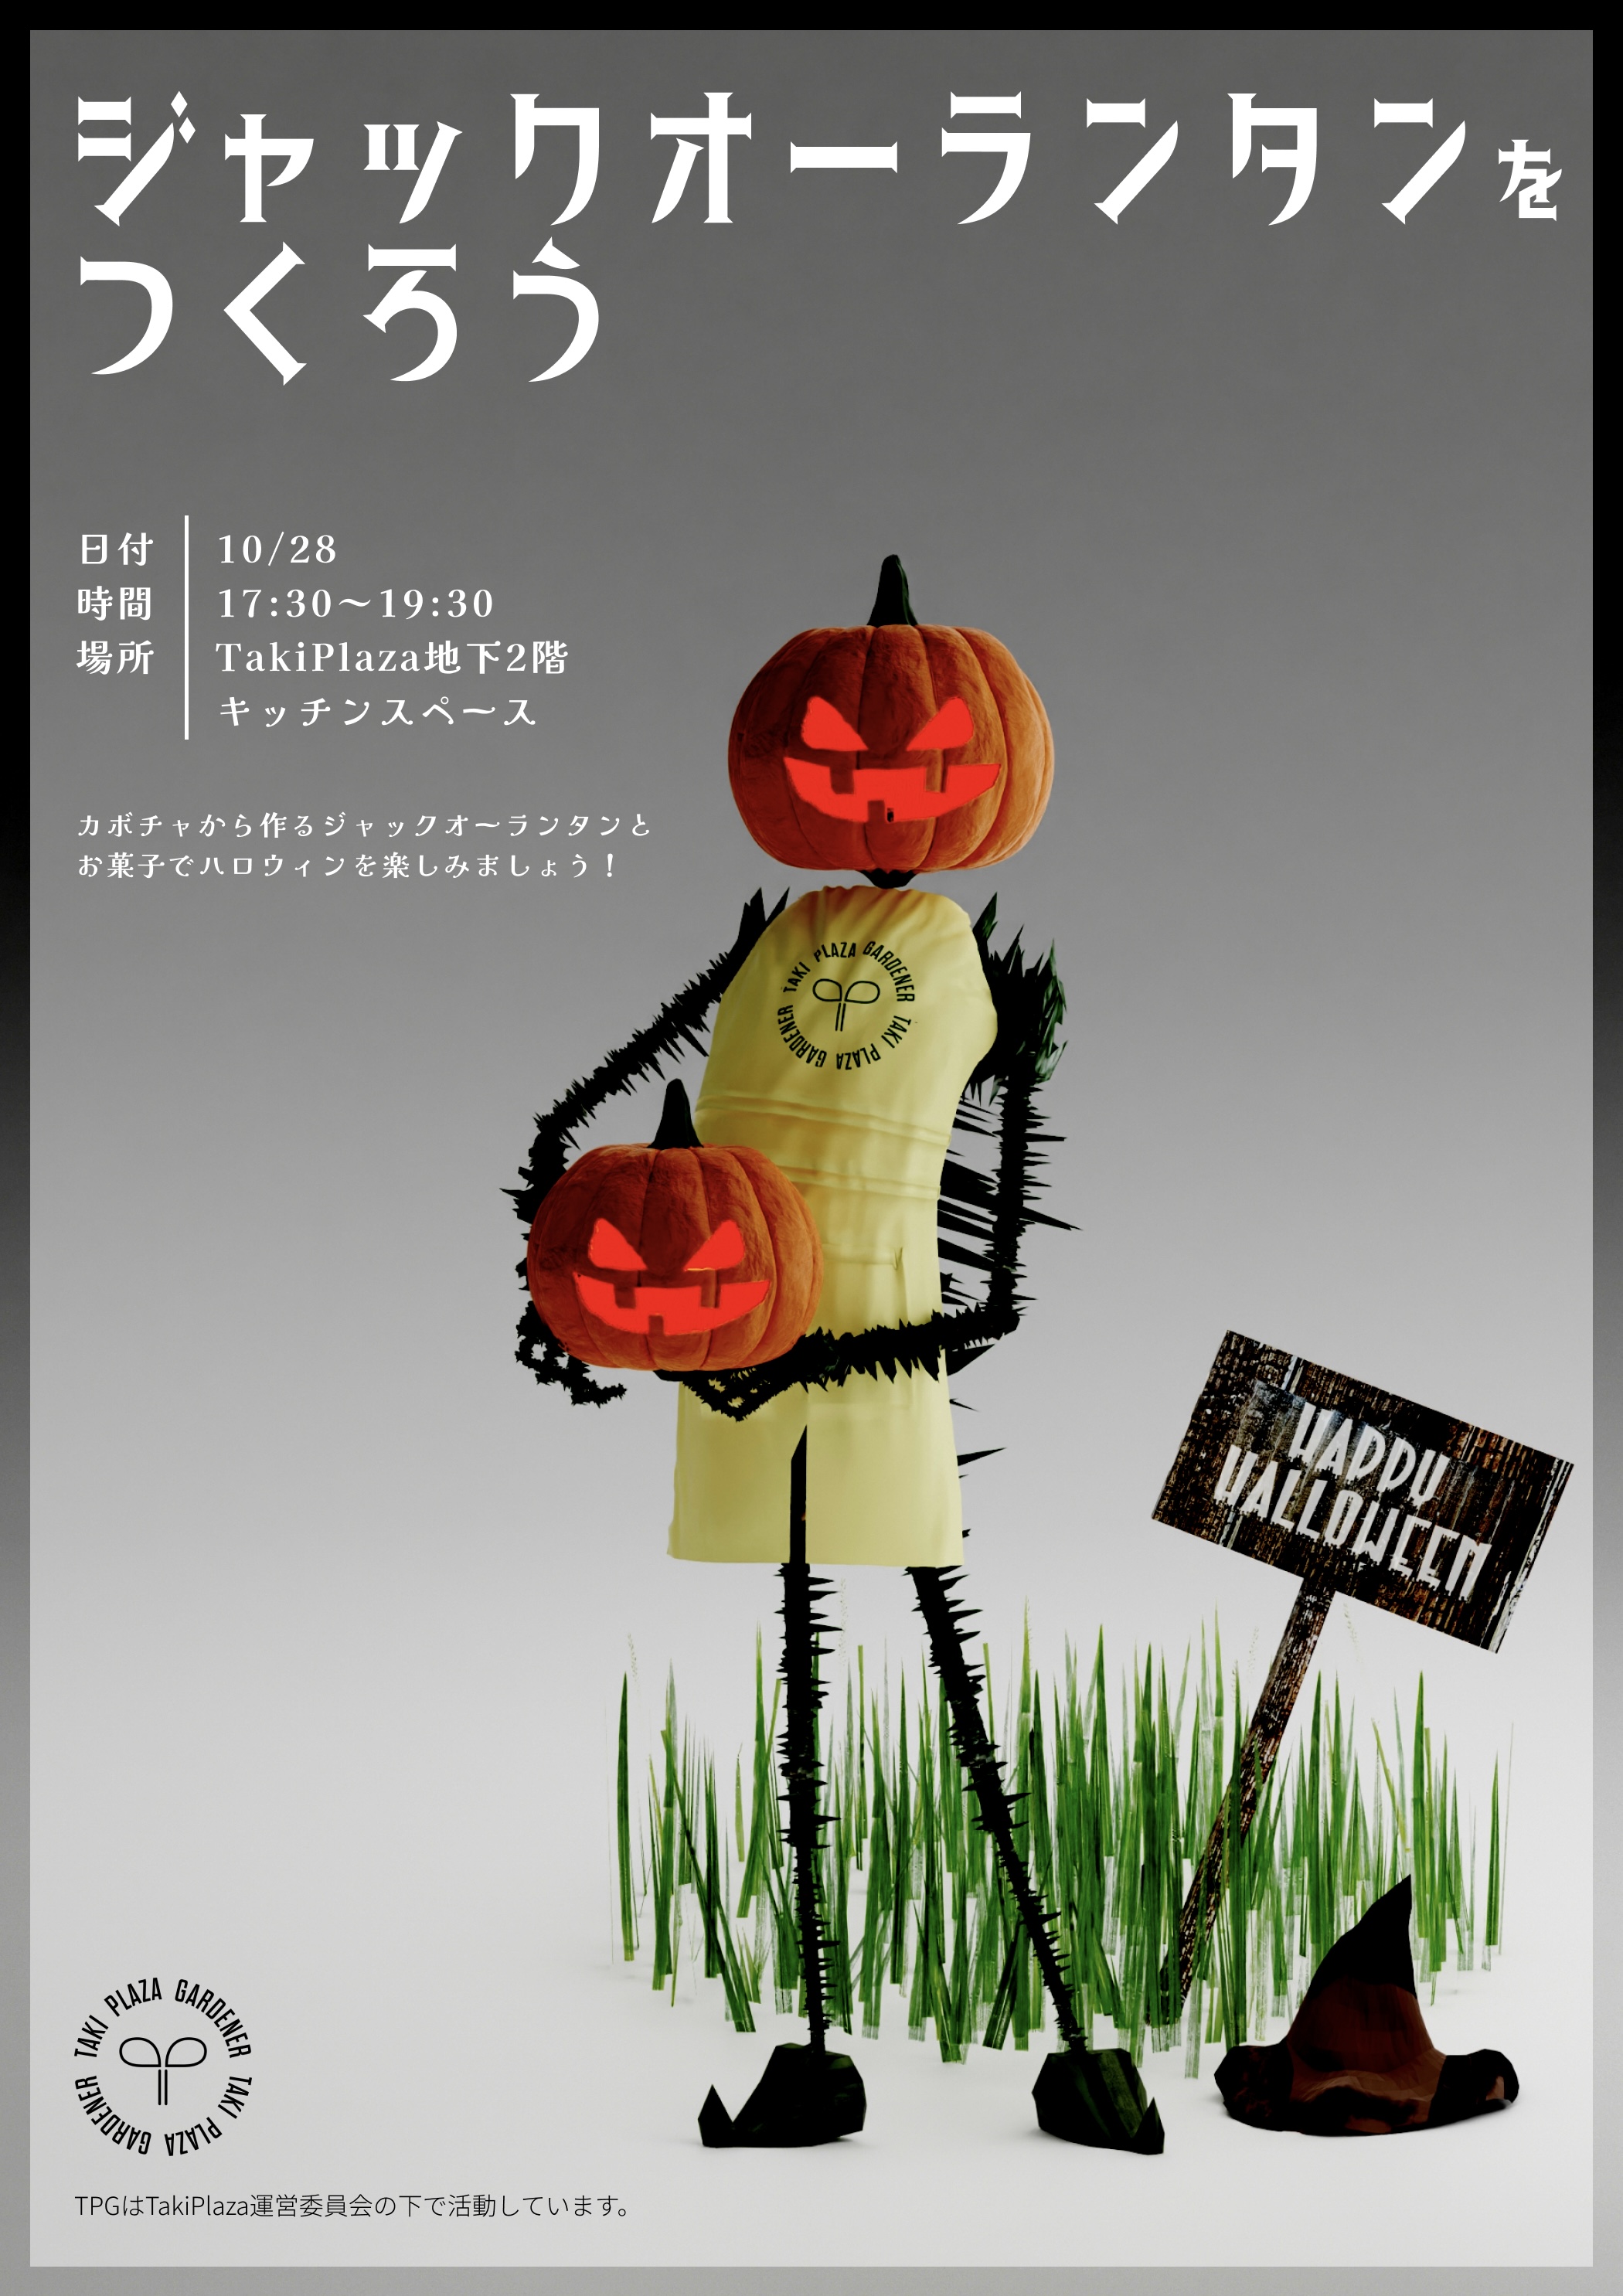 ジャックオーランタンを
つくろう
日付 10/28
時間 17:30〜19:30
場所 TakiPlaza地下2階
キッチンスペース
カボチャから作るジャックオーランタンと
お菓子でハロウィンを楽しみましょう！
TAKI PLAZA GARDENER TAKI PLAZA GARDENER
HAPPY
HALLOWEEN
TAKI PLAZA GARDENER TAKI PLAZA GARDENER
TPGはTakiPlaza運営委員会の下で活動しています。